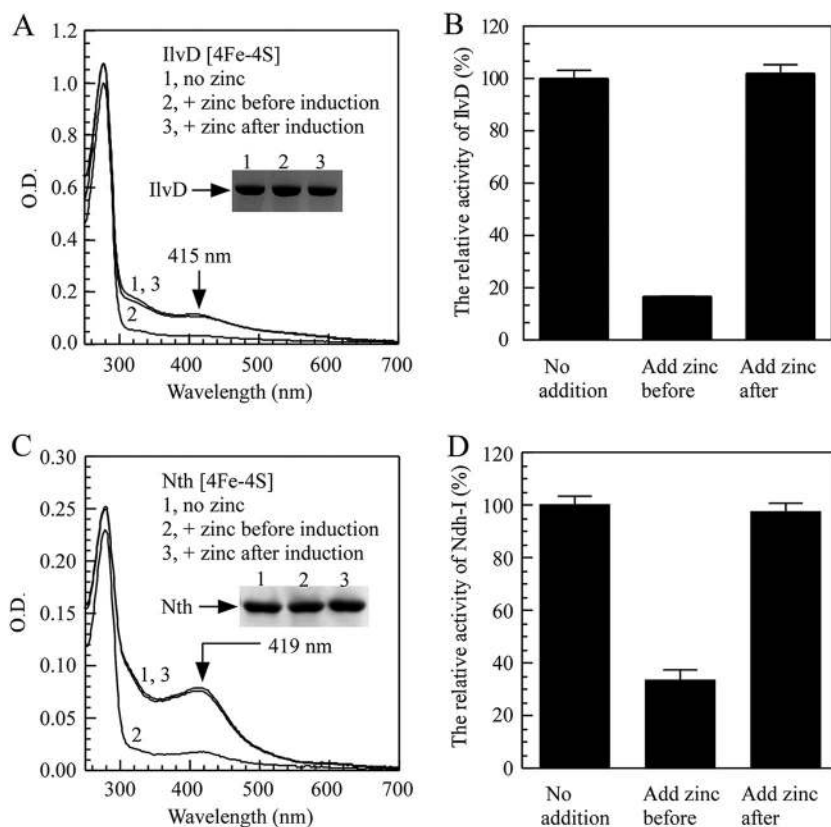 A
IlvD [4Fe-4S]
1, no zinc
2, + zinc before induction
3, + zinc after induction
1 2 3
IlvD
415 nm
1, 3
2
O.D.
1.2
1.0
0.8
0.6
0.4
0.2
0.0
300 400 500 600 700
Wavelength (nm)
B
The relative activity of IlvD (%)
120
100
80
60
40
20
0
No addition
Add zinc before
Add zinc after
C
Nth [4Fe-4S]
1, no zinc
2, + zinc before induction
3, + zinc after induction
1 2 3
Nth
419 nm
1, 3
2
O.D.
0.30
0.25
0.20
0.15
0.10
0.05
0.00
300 400 500 600 700
Wavelength (nm)
D
The relative activity of Ndh-I (%)
120
100
80
60
40
20
0
No addition
Add zinc before
Add zinc after